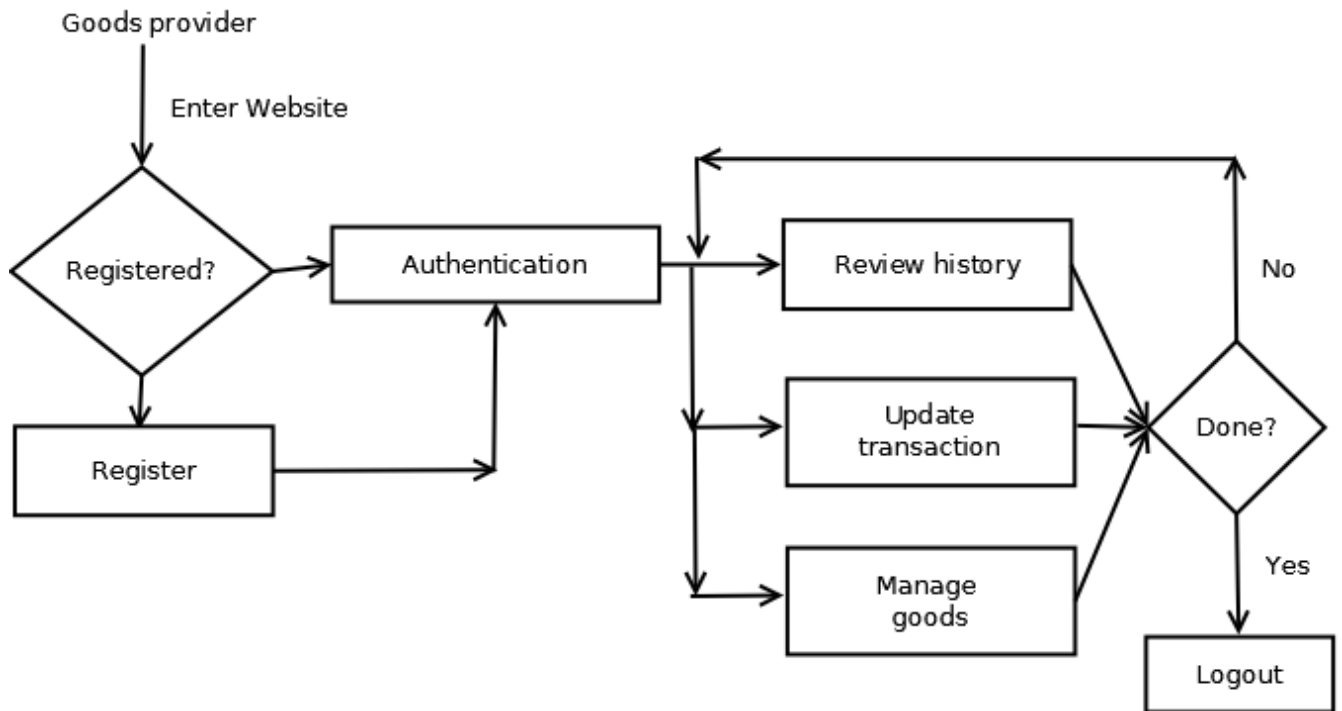 Goods provider
Enter Website
Registered?
Authentication
Review history
No
Update
transaction
Done?
Register
Manage
goods
Yes
Logout